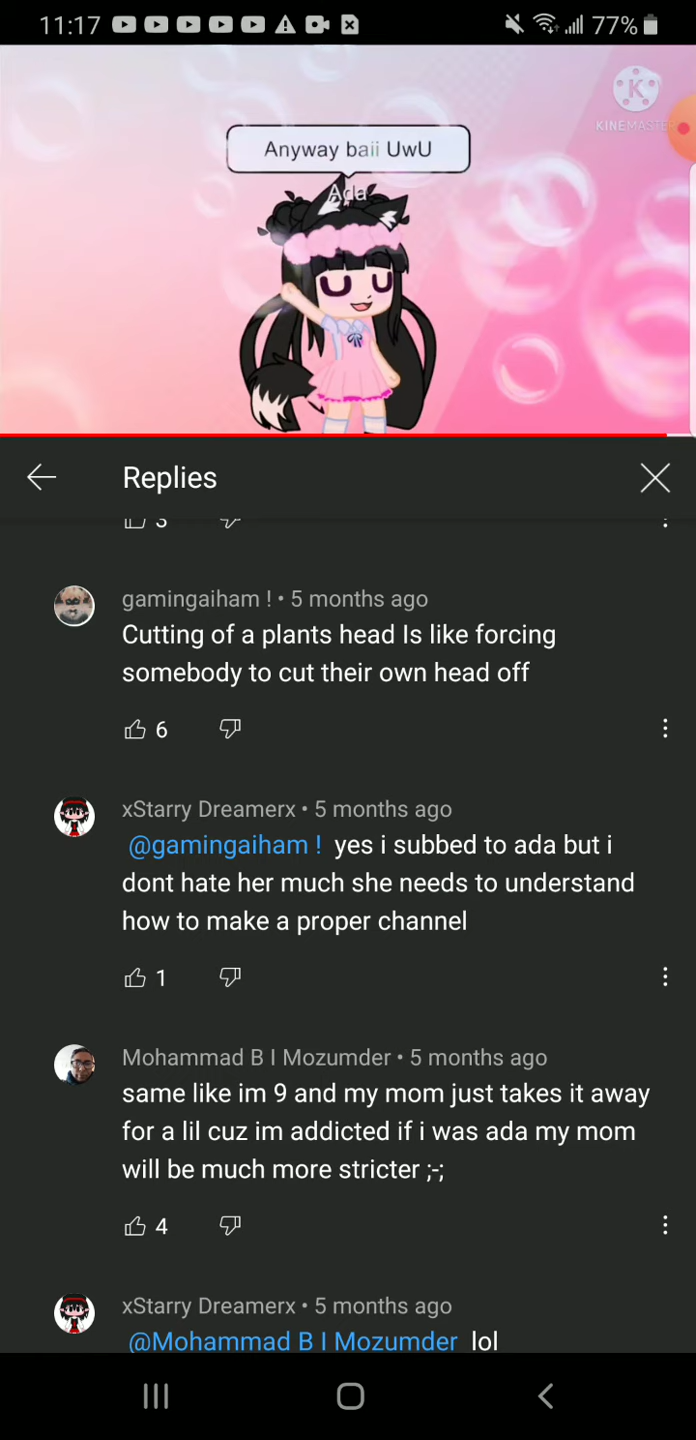 11:17
77%
K
KINEMASTER
Anyway baii UwU
Ada
Replies
3
gamingaiham ! • 5 months ago
Cutting of a plants head Is like forcing
somebody to cut their own head off
6
xStarry Dreamerx • 5 months ago
@gamingaiham ! yes i subbed to ada but i
dont hate her much she needs to understand
how to make a proper channel
1
Mohammad B I Mozumder • 5 months ago
same like im 9 and my mom just takes it away
for a lil cuz im addicted if i was ada my mom
will be much more stricter ;-;
4
xStarry Dreamerx • 5 months ago
@Mohammad B I Mozumder lol